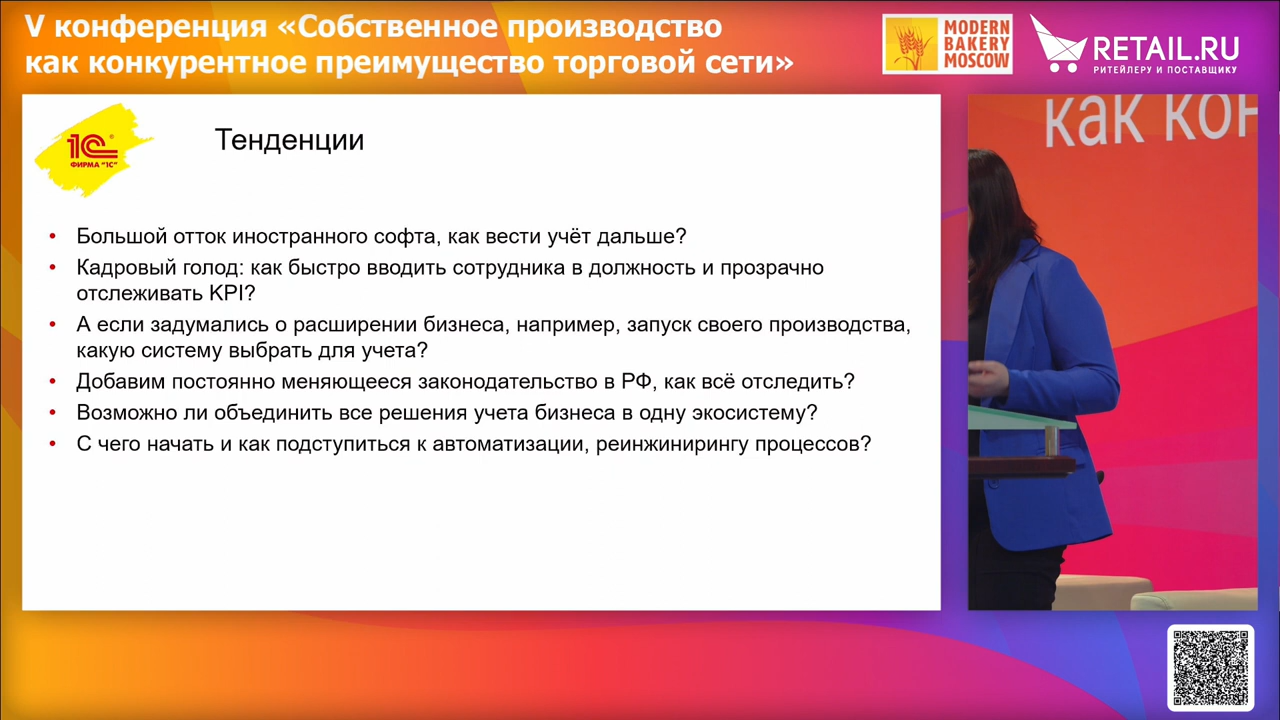 V конференция «Собственное производство
как конкурентное преимущество торговой сети»
MODERN
BAKERY
MOSCOW
RETAIL.RU
РИТЕЙЛЕРУ И ПОСТАВЩИКУ
1С®
ФИРМА "1С"
Тенденции
• Большой отток иностранного софта, как вести учёт дальше?
• Кадровый голод: как быстро вводить сотрудника в должность и прозрачно
отслеживать KPI?
• А если задумались о расширении бизнеса, например, запуск своего производства,
какую систему выбрать для учета?
• Добавим постоянно меняющееся законодательство в РФ, как всё отследить?
• Возможно ли объединить все решения учета бизнеса в одну экосистему?
• С чего начать и как подступиться к автоматизации, реинжинирингу процессов?
как кон